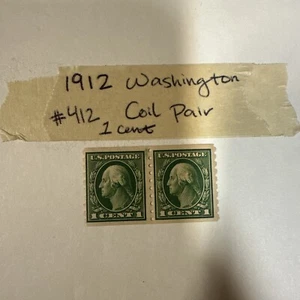 1912 Washington
#412 Coil Pair
1 cent
U.S. POSTAGE U.S. POSTAGE
1 CENT 1 1 CENT 1